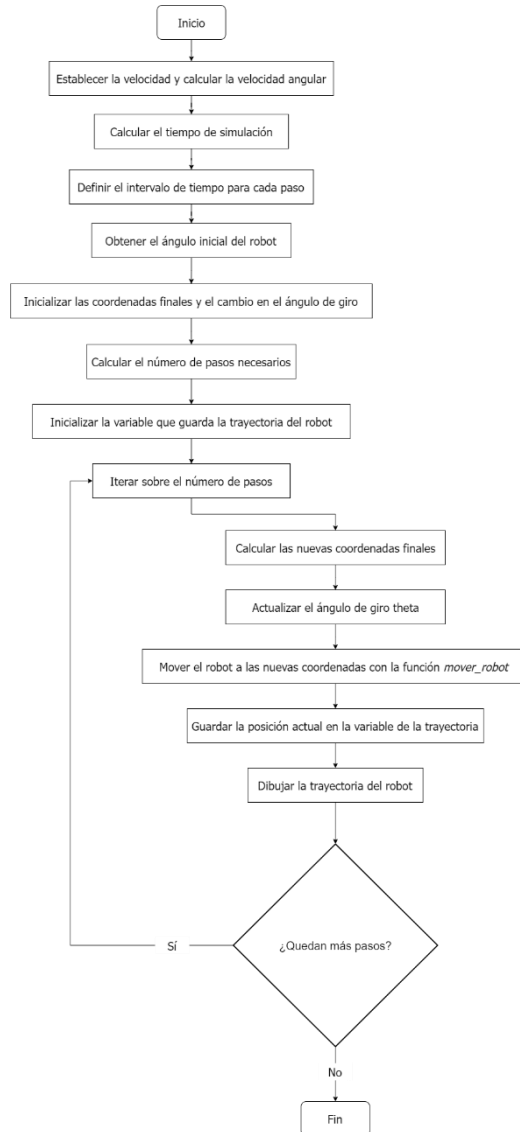 Inicio
Establecer la velocidad y calcular la velocidad angular
Calcular el tiempo de simulación
Definir el intervalo de tiempo para cada paso
Obtener el ángulo inicial del robot
Inicializar las coordenadas finales y el cambio en el ángulo de giro
Calcular el número de pasos necesarios
Inicializar la variable que guarda la trayectoria del robot
Iterar sobre el número de pasos
Calcular las nuevas coordenadas finales
Actualizar el ángulo de giro theta
Mover el robot a las nuevas coordenadas con la función mover_robot
Guardar la posición actual en la variable de la trayectoria
Dibujar la trayectoria del robot
¿Quedan más pasos?
Sí
No
Fin